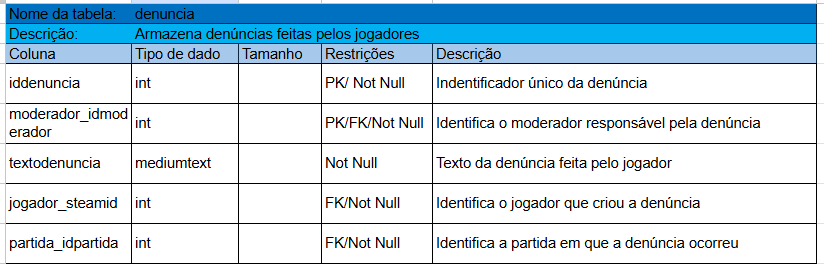 Nome da tabela: denuncia
Descrição: Armazena denúncias feitas pelos jogadores
Coluna Tipo de dado Tamanho Restrições Descrição
iddenuncia int PK/ Not Null Indentificador único da denúncia
moderador_idmod
erador int PK/FK/Not Null Identifica o moderador responsável pela denúncia
textodenuncia mediumtext Not Null Texto da denúncia feita pelo jogador
jogador_steamid int FK/Not Null Identifica o jogador que criou a denúncia
partida_idpartida int FK/Not Null Identifica a partida em que a denúncia ocorreu